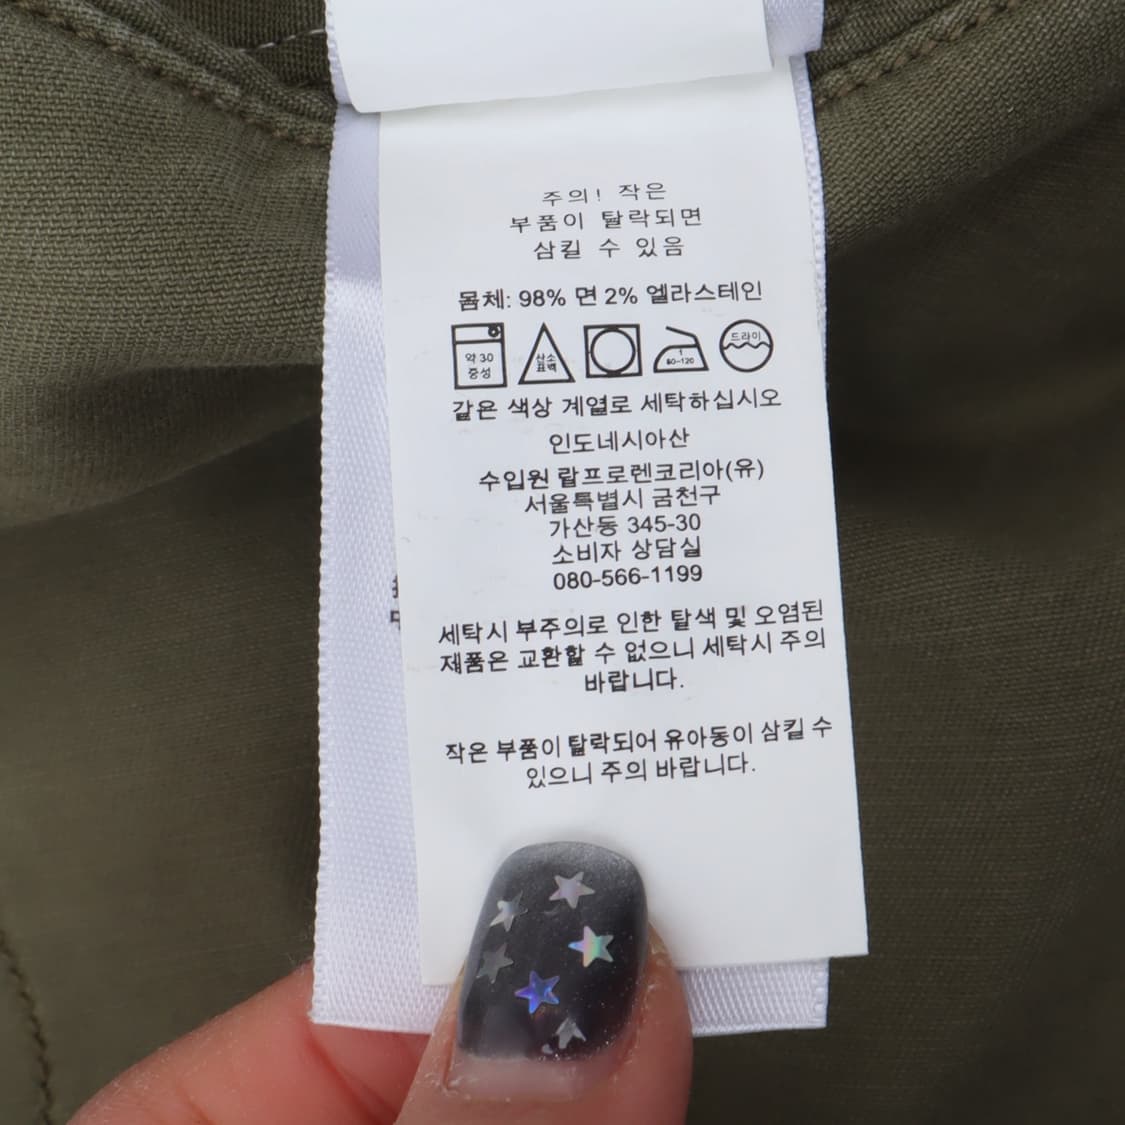 주의! 작은
부품이 탈락되면
삼킬 수 있음
몸체: 98% 면 2% 엘라스테인
약 30
중성
산소
표백
1
80-120
드라이
같은 색상 계열로 세탁하십시오
인도네시아산
수입원 랄프로렌코리아(유)
서울특별시 금천구
가산동 345-30
소비자 상담실
080-566-1199
세탁시 부주의로 인한 탈색 및 오염된
제품은 교환할 수 없으니 세탁시 주의
바랍니다.
작은 부품이 탈락되어 유아동이 삼킬 수
있으니 주의 바랍니다.